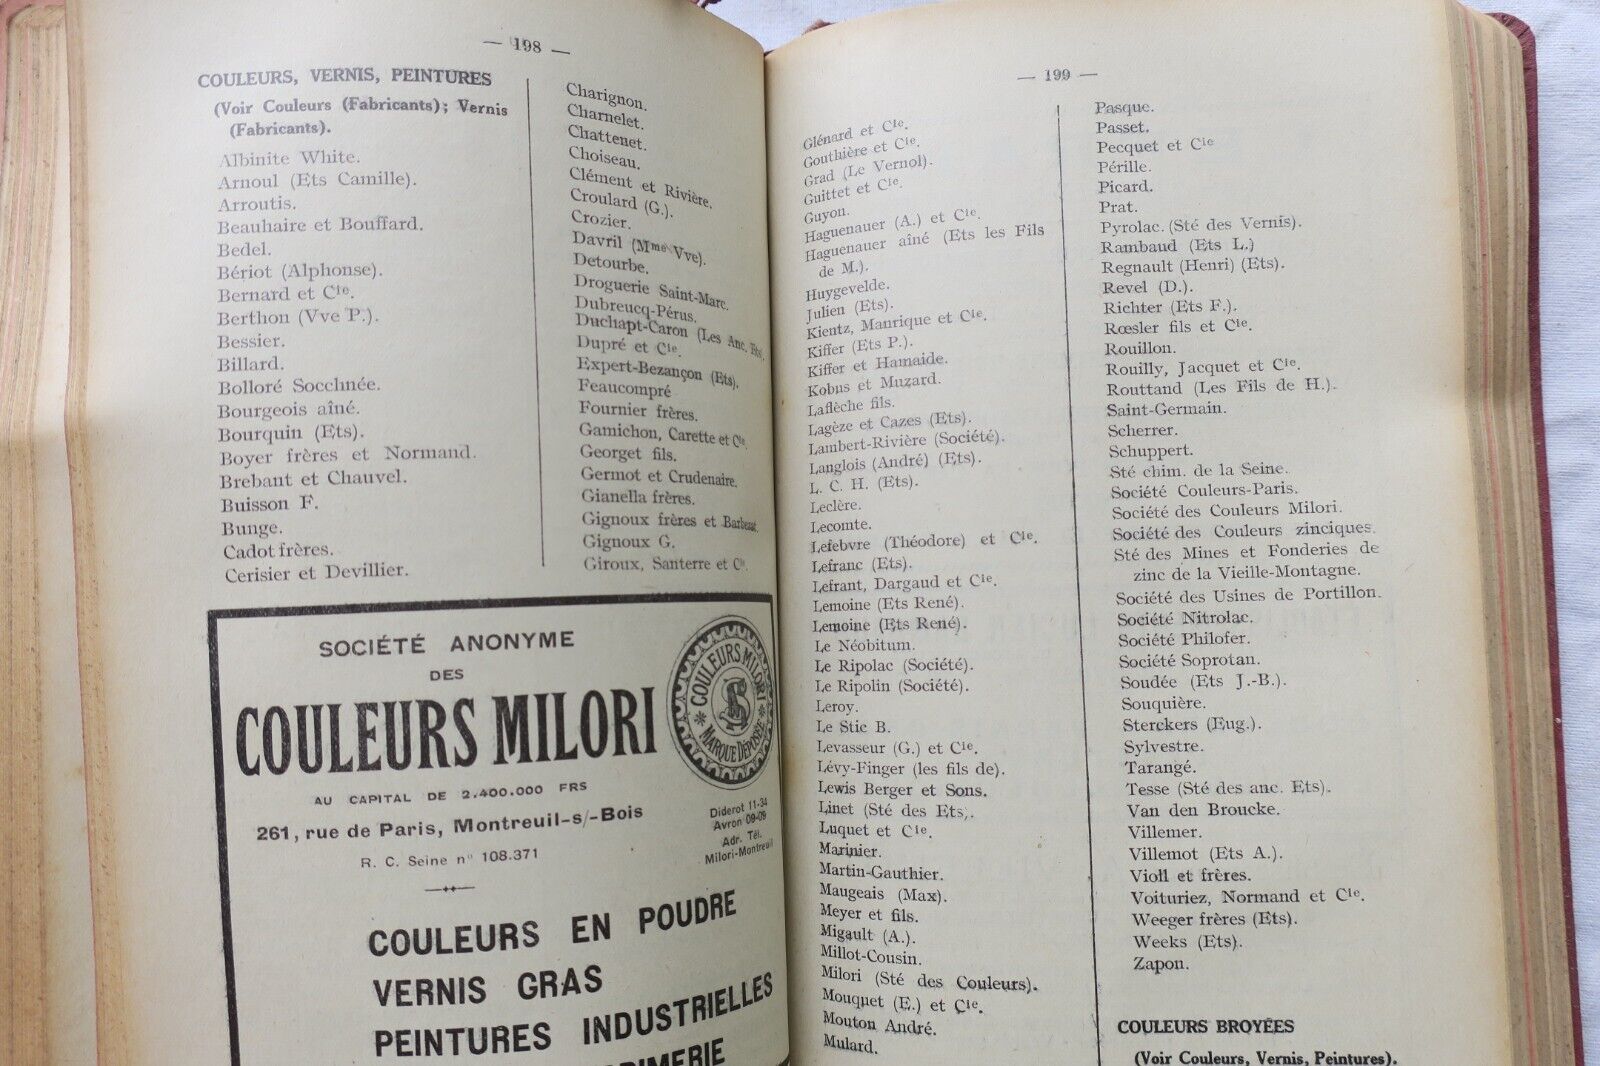 — 198 —
COULEURS, VERNIS, PEINTURES
(Voir Couleurs (Fabricants); Vernis
(Fabricants).
Albinite White.
Arnoul (Ets Camille).
Arroutis.
Beauhaire et Bouffard.
Bedel.
Bériot (Alphonse).
Bernard et Cie.
Berthon (Vve P.).
Bessier.
Billard.
Bolloré Socclnée.
Bourgeois aîné.
Bourquin (Ets).
Boyer frères et Normand.
Brebant et Chauvel.
Buisson F.
Bunge.
Cadot frères.
Cerisier et Devillier.
Charignon.
Charnelet.
Chattenet.
Choiseau.
Clément et Rivière.
Croulard (G.).
Crozier.
Davril (Mme Vve).
Detourbe.
Droguerie Saint-Marc.
Dubreucq-Pérus.
Duchapt-Caron (Les Anc. Ets).
Dupré et Cie.
Expert-Bezançon (Ets).
Feaucompré
Fournier frères.
Gamichon, Carette et Cie
Georget fils.
Germot et Crudenaire.
Gianella frères.
Gignoux frères et Barbezat.
Gignoux G.
Giroux, Santerre et Cie.
SOCIÉTÉ ANONYME
DES
COULEURS MILORI
AU CAPITAL DE 2.400.000 FRS
261, rue de Paris, Montreuil-s/-Bois
R. C. Seine n° 108.371
COULEURS MILORI
MARQUE DÉPOSÉE
Diderot 11-34
Avron 09-09
Adr. Tél.
Milori-Montreuil
COULEURS EN POUDRE
VERNIS GRAS
PEINTURES INDUSTRIELLES
— 199 —
Glénard et Cie.
Gouthière et Cie.
Grad (Le Vernol).
Guittet et Cie.
Guyon.
Haguenauer (A.) et Cie.
Haguenauer aîné (Ets les Fils
de M.).
Huygevelde.
Julien (Ets).
Kientz, Manrique et Cie.
Kiffer (Ets P.).
Kiffer et Hamaide.
Kobus et Muzard.
Laflèche fils.
Lagèze et Cazes (Ets).
Lambert-Rivière (Société).
Langlois (André) (Ets).
L. C. H. (Ets).
Leclère.
Lecomte.
Lefebvre (Théodore) et Cie.
Lefranc (Ets).
Lefrant, Dargaud et Cie.
Lemoine (Ets René).
Lemoine (Ets René).
Le Néobitum.
Le Ripolac (Société).
Le Ripolin (Société).
Leroy.
Le Stic B.
Levasseur (G.) et Cie.
Lévy-Finger (les fils de).
Lewis Berger et Sons.
Linet (Sté des Ets).
Luquet et Cie.
Marinier.
Martin-Gauthier.
Maugeais (Max).
Meyer et fils.
Migault (A.).
Millot-Cousin.
Milori (Sté des Couleurs).
Mouquet (E.) et Cie.
Mouton André.
Mulard.
Pasque.
Passet.
Pecquet et Cie
Pérille.
Picard.
Prat.
Pyrolac. (Sté des Vernis).
Rambaud (Ets L.)
Regnault (Henri) (Ets).
Revel (D.).
Richter (Ets F.).
Rœsler fils et Cie.
Rouillon.
Rouilly, Jacquet et Cie.
Routtand (Les Fils de H.).
Saint-Germain.
Scherrer.
Schuppert.
Sté chim. de la Seine.
Société Couleurs-Paris.
Société des Couleurs Milori.
Société des Couleurs zinciques.
Sté des Mines et Fonderies de
zinc de la Vieille-Montagne.
Société des Usines de Portillon.
Société Nitrolac.
Société Philofer.
Société Soprotan.
Soudée (Ets J.-B.).
Souquière.
Sterckers (Eug.).
Sylvestre.
Tarangé.
Tesse (Sté des anc. Ets).
Van den Broucke.
Villemer.
Villemot (Ets A.).
Violl et frères.
Voituriez, Normand et Cie.
Weeger frères (Ets).
Weeks (Ets).
Zapon.
COULEURS BROYÉES
(Voir Couleurs, Vernis, Peintures).